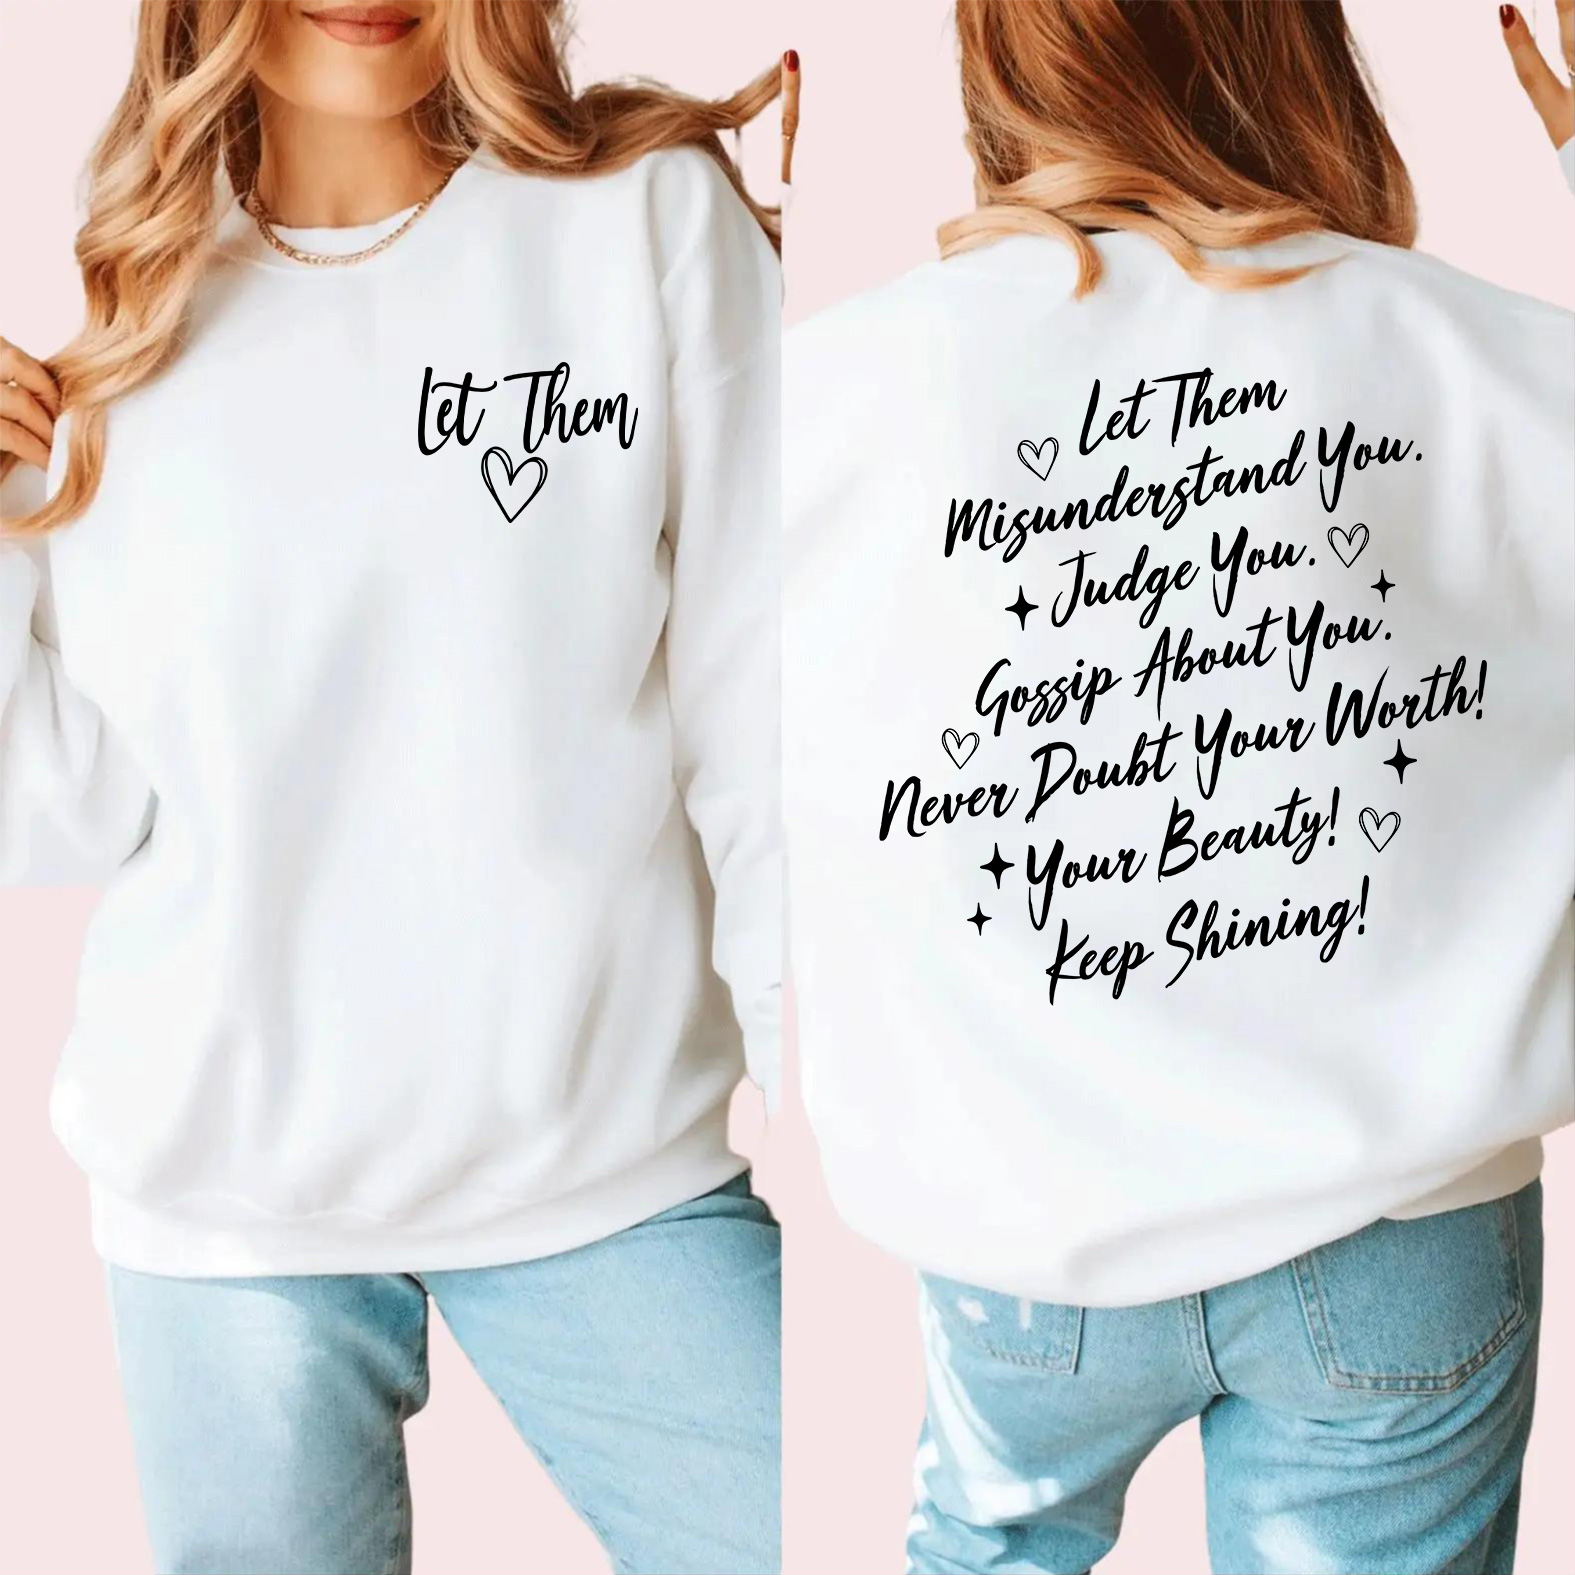 Let Them
Let Them
Misunderstand You.
Judge You.
Gossip About You.
Never Doubt Your Worth!
Your Beauty!
Keep Shining!